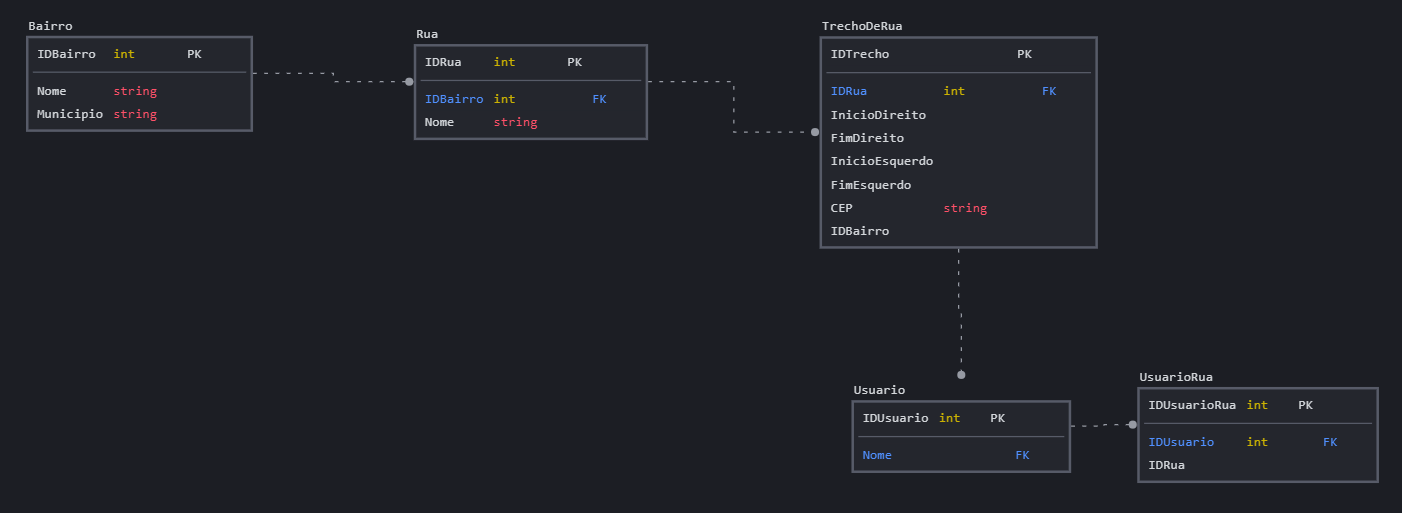 Bairro
IDBairro int PK
Nome string
Municipio string
Rua
IDRua int PK
IDBairro int FK
Nome string
TrechoDeRua
IDTrecho PK
IDRua int FK
InicioDireito
FimDireito
InicioEsquerdo
FimEsquerdo
CEP string
IDBairro
Usuario
IDUsuario int PK
Nome FK
UsuarioRua
IDUsuarioRua int PK
IDUsuario int FK
IDRua